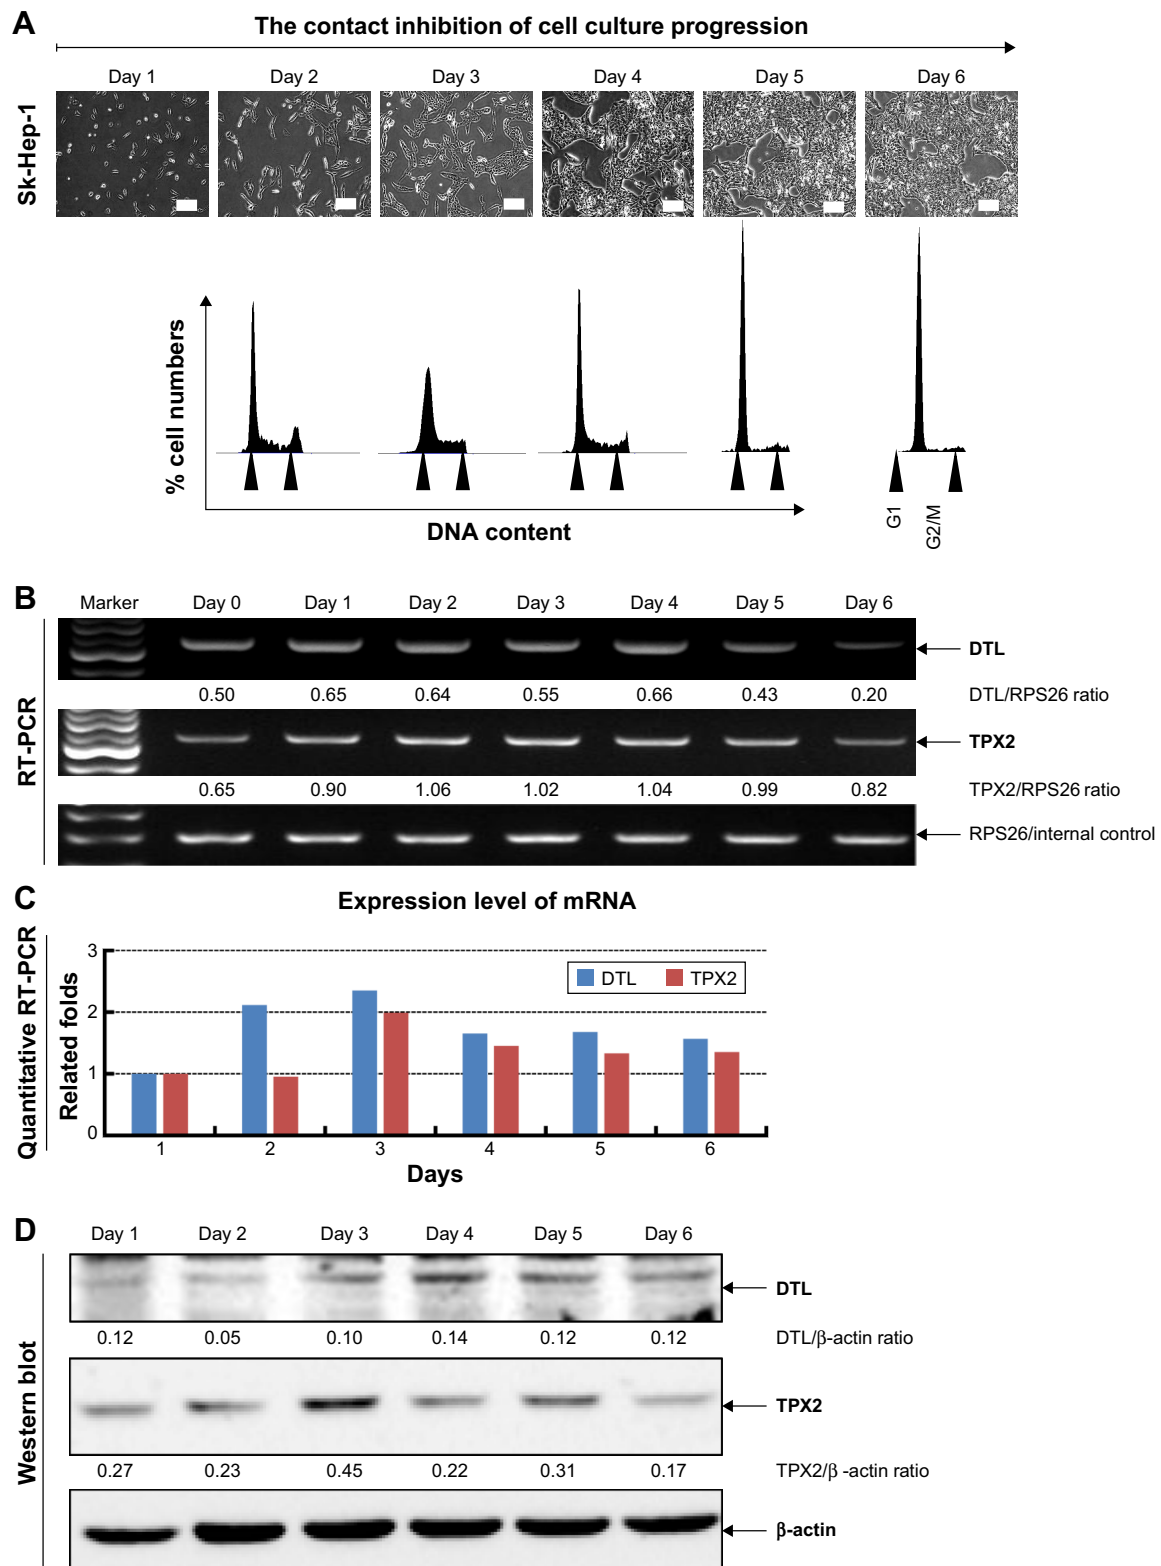 A
The contact inhibition of cell culture progression
Day 1 Day 2 Day 3 Day 4 Day 5 Day 6
Sk-Hep-1
% cell numbers
DNA content
G1
G2/M
B
Marker Day 0 Day 1 Day 2 Day 3 Day 4 Day 5 Day 6
RT-PCR
DTL
0.50 0.65 0.64 0.55 0.66 0.43 0.20 DTL/RPS26 ratio
TPX2
0.65 0.90 1.06 1.02 1.04 0.99 0.82 TPX2/RPS26 ratio
RPS26/internal control
C
Expression level of mRNA
Quantitative RT-PCR
Related folds
3
2
1
0
DTL TPX2
1 2 3 4 5 6
Days
D
Day 1 Day 2 Day 3 Day 4 Day 5 Day 6
Western blot
DTL
0.12 0.05 0.10 0.14 0.12 0.12 DTL/β-actin ratio
TPX2
0.27 0.23 0.45 0.22 0.31 0.17 TPX2/β -actin ratio
β-actin